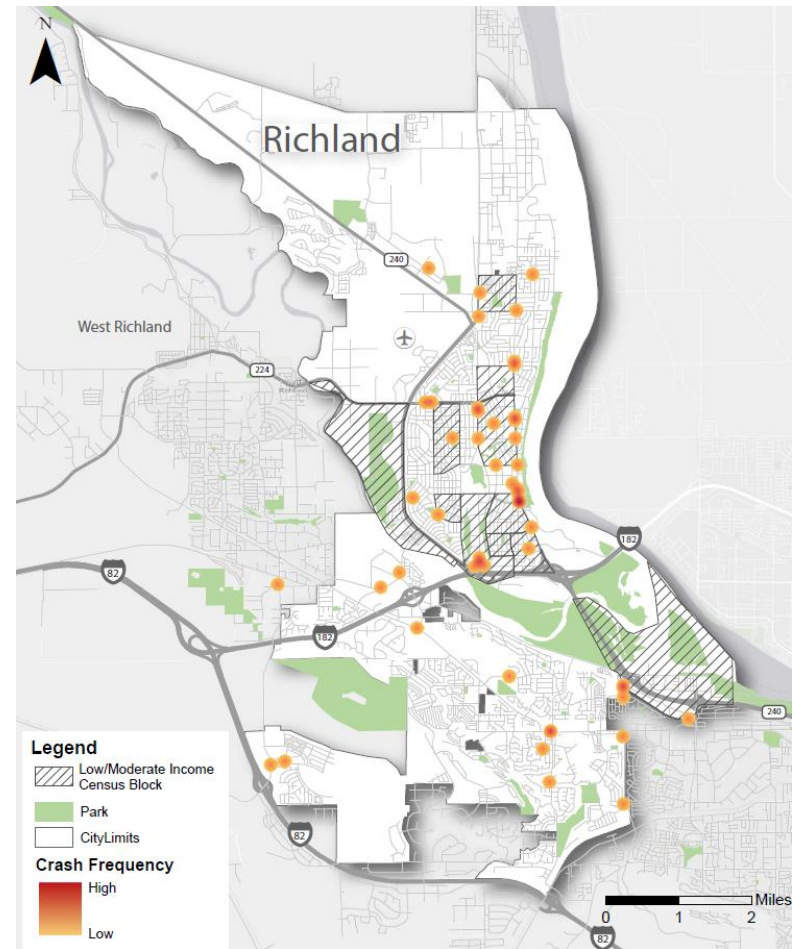 N
Richland
240
West Richland
224
182
82
182
240
82
82
Legend
Low/Moderate Income
Census Block
Park
CityLimits
Crash Frequency
High
Low
Miles
0 1 2